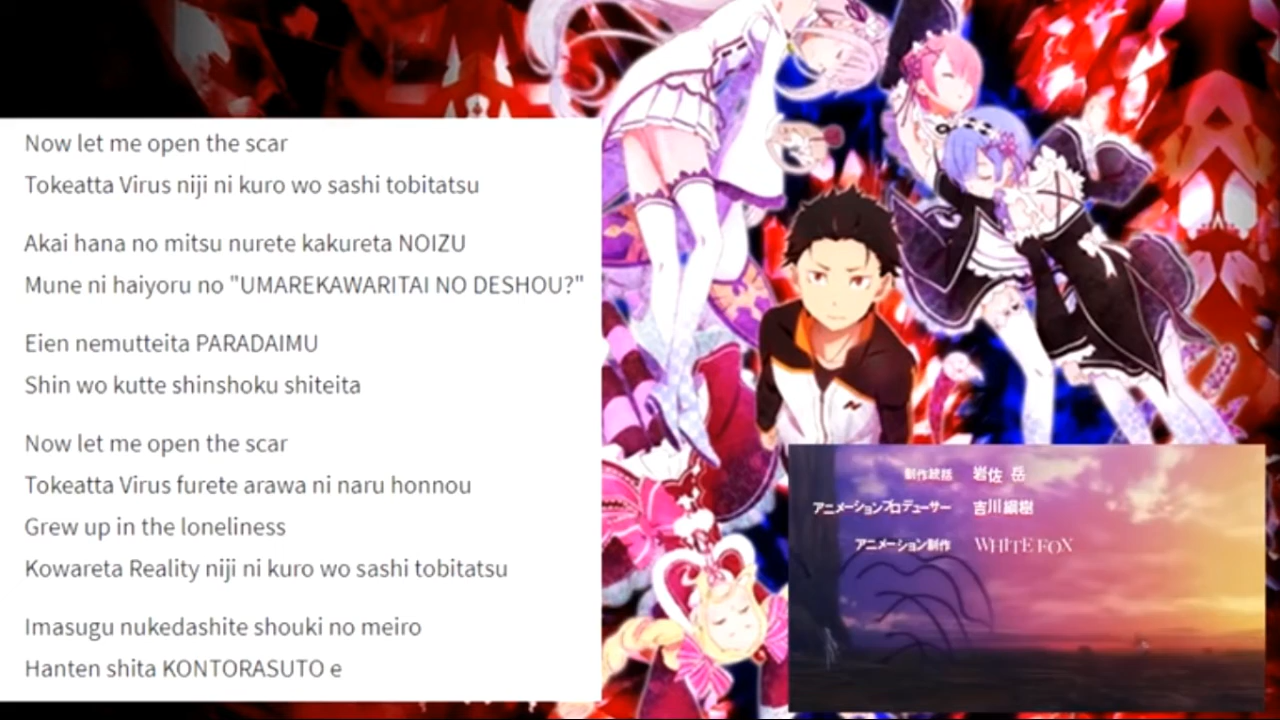 Now let me open the scar
Tokeatta Virus niji ni kuro wo sashi tobitatsu
Akai hana no mitsu nurete kakureta NOIZU
Mune ni haiyoru no "UMAREKAWARITAI NO DESHOU?"
Eien nemutteita PARADAIMU
Shin wo kutte shinshoku shiteita
Now let me open the scar
Tokeatta Virus furete arawa ni naru honnou
Grew up in the loneliness
Kowareta Reality niji ni kuro wo sashi tobitatsu
Imasugu nukedashite shouki no meiro
Hanten shita KONTORASUTO e
制作統括 岩佐 岳
アニメーションプロデューサー 吉川綱樹
アニメーション制作 WHITE FOX